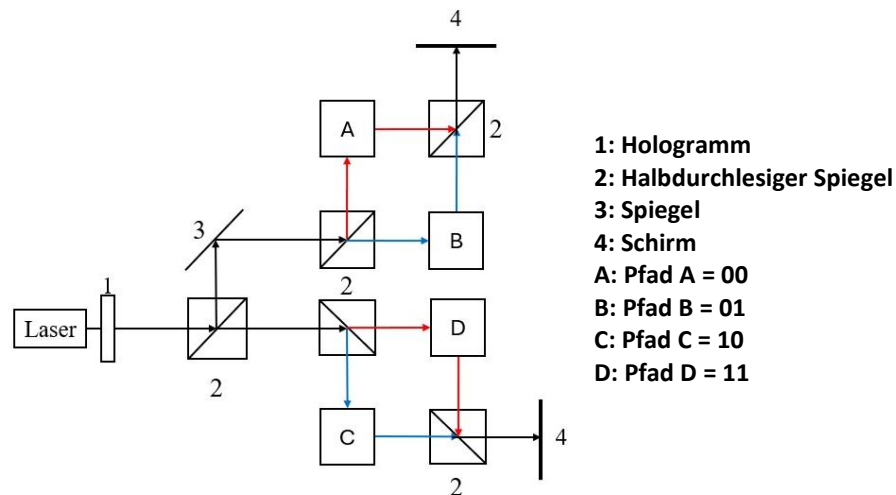 4
A
2
3
B
2
1
Laser
D
2
C
4
2
1: Hologramm
2: Halbdurchlesiger Spiegel
3: Spiegel
4: Schirm
A: Pfad A = 00
B: Pfad B = 01
C: Pfad C = 10
D: Pfad D = 11